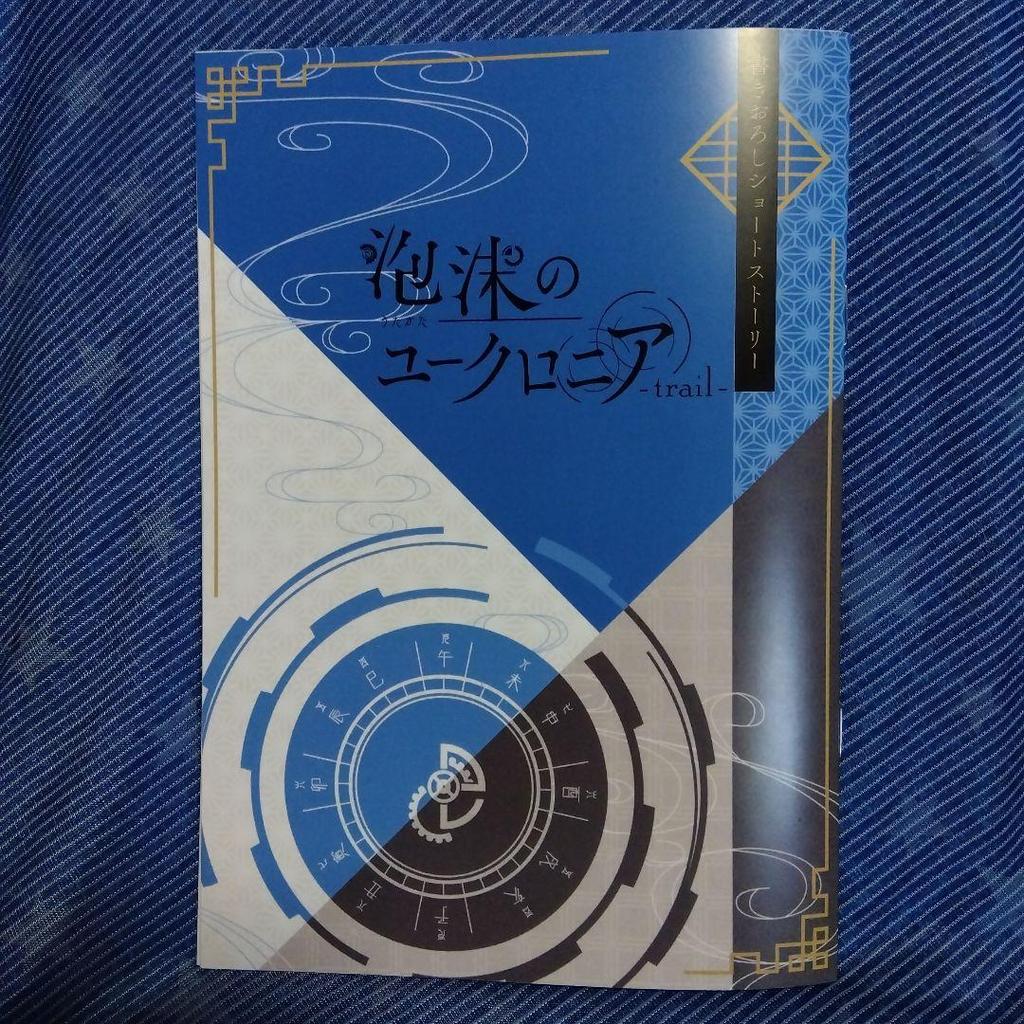 書きおろしショートストーリー
泡沫の
うたかた
ユークロニア
-trail-
午
未
申
酉
戌
亥
子
丑
寅
卯
辰
巳